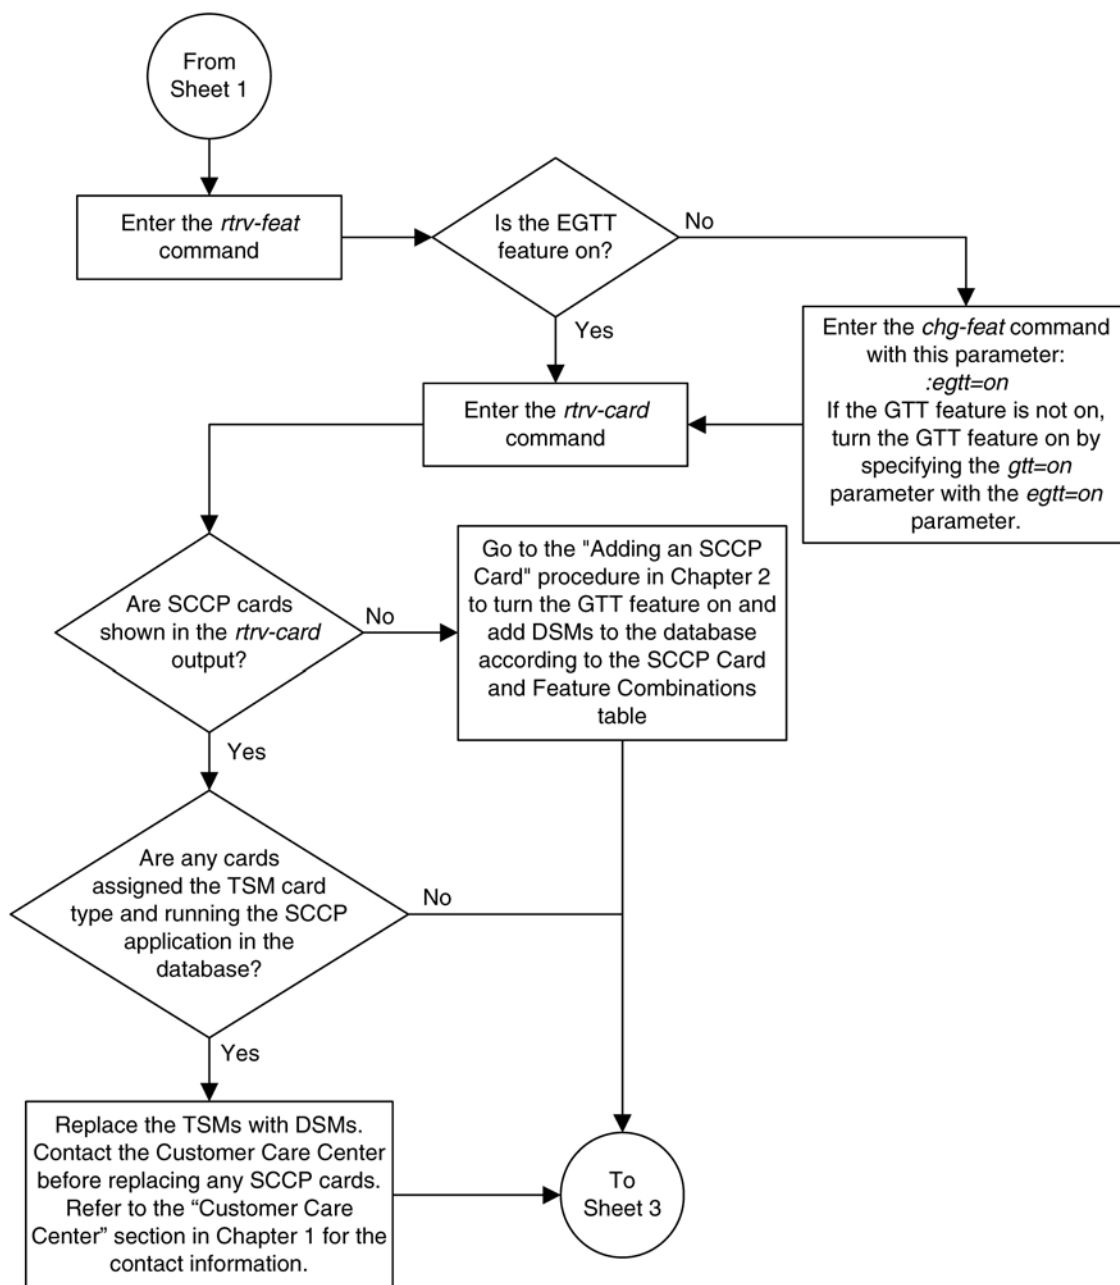 From
Sheet 1
Enter the rtrv-feat
command
Is the EGTT
feature on?
No
Yes
Enter the chg-feat command
with this parameter:
:egtt=on
If the GTT feature is not on,
turn the GTT feature on by
specifying the gtt=on
parameter with the egtt=on
parameter.
Enter the rtrv-card
command
Are SCCP cards
shown in the rtrv-card
output?
No
Yes
Go to the "Adding an SCCP
Card" procedure in Chapter 2
to turn the GTT feature on and
add DSMs to the database
according to the SCCP Card
and Feature Combinations
table
Are any cards
assigned the TSM card
type and running the SCCP
application in the
database?
No
Yes
Replace the TSMs with DSMs.
Contact the Customer Care Center
before replacing any SCCP cards.
Refer to the “Customer Care
Center” section in Chapter 1 for the
contact information.
To
Sheet 3